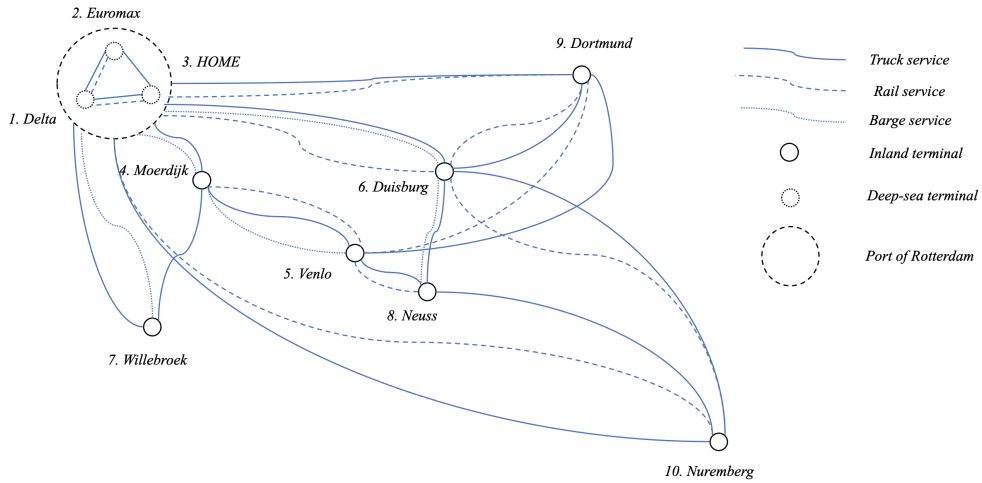 2. Euromax
9. Dortmund
3. HOME
Truck service
Rail service
1. Delta
Barge service
Inland terminal
4. Moerdijk
6. Duisburg
Deep-sea terminal
Port of Rotterdam
5. Venlo
8. Neuss
7. Willebroek
10. Nuremberg